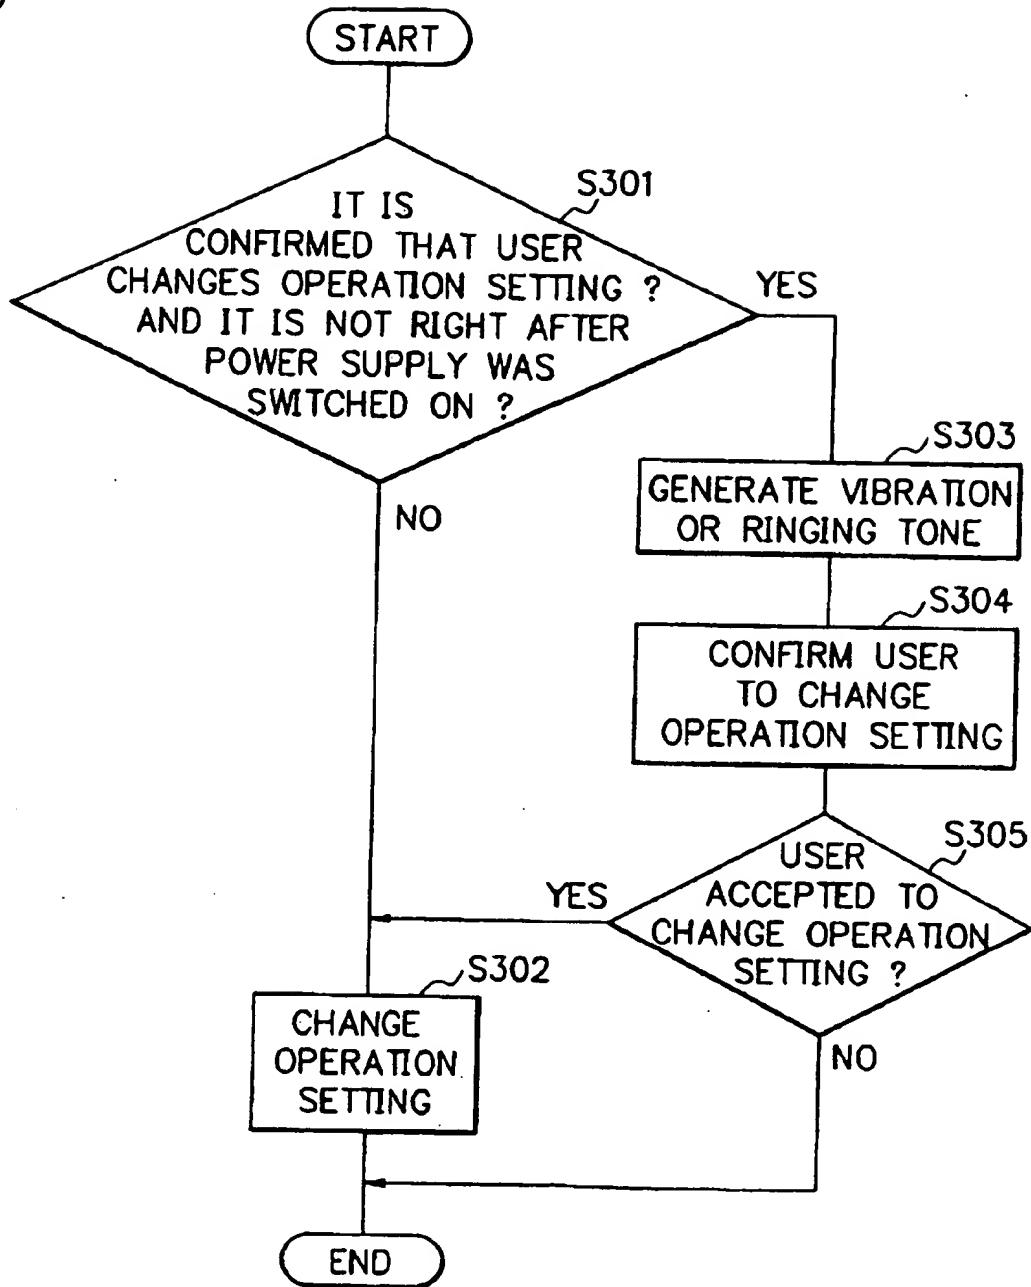 START
S301
IT IS
CONFIRMED THAT USER
CHANGES OPERATION SETTING ?
AND IT IS NOT RIGHT AFTER
POWER SUPPLY WAS
SWITCHED ON ?
YES
NO
S303
GENERATE VIBRATION
OR RINGING TONE
S304
CONFIRM USER
TO CHANGE
OPERATION SETTING
S305
USER
ACCEPTED TO
CHANGE OPERATION
SETTING ?
YES
NO
S302
CHANGE
OPERATION
SETTING
END